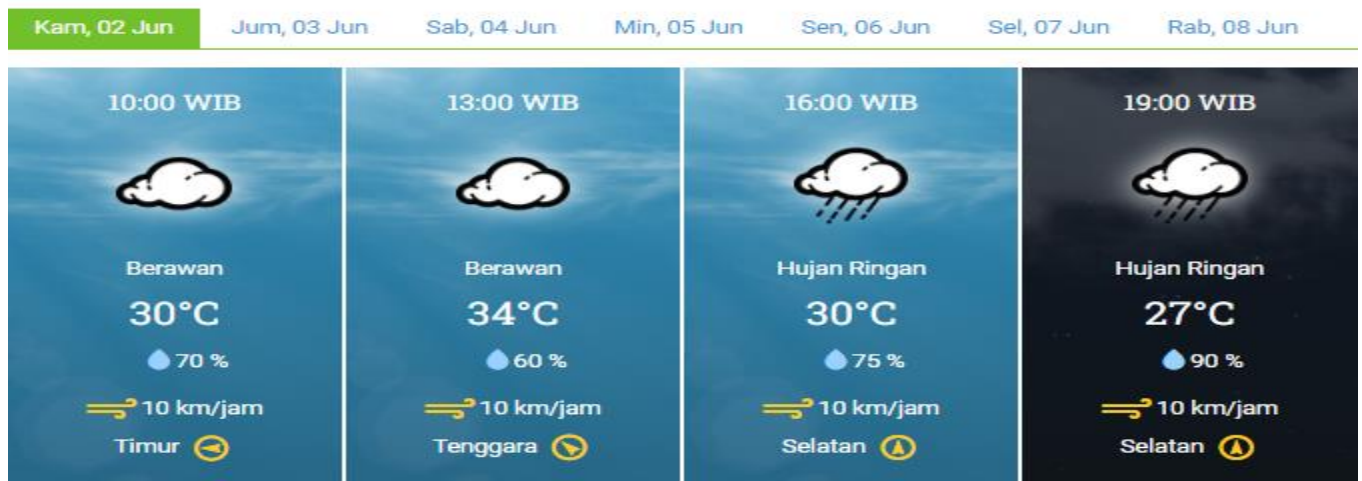 Kam, 02 Jun
Jum, 03 Jun
Sab, 04 Jun
Min, 05 Jun
Sen, 06 Jun
Sel, 07 Jun
Rab, 08 Jun
10:00 WIB
Berawan
30°C
70 %
10 km/jam
Timur
13:00 WIB
Berawan
34°C
60 %
10 km/jam
Tenggara
16:00 WIB
Hujan Ringan
30°C
75 %
10 km/jam
Selatan
19:00 WIB
Hujan Ringan
27°C
90 %
10 km/jam
Selatan